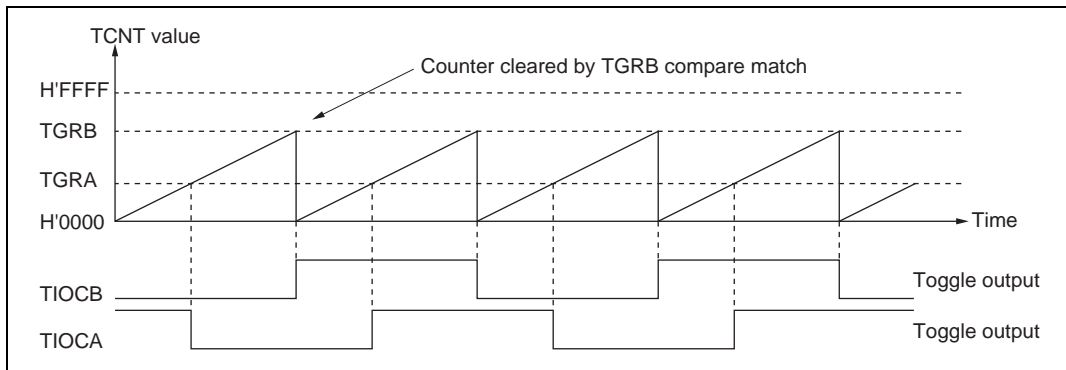 TCNT value
Counter cleared by TGRB compare match
H'FFFF
TGRB
TGRA
H'0000
Time
TIOCB
Toggle output
TIOCA
Toggle output